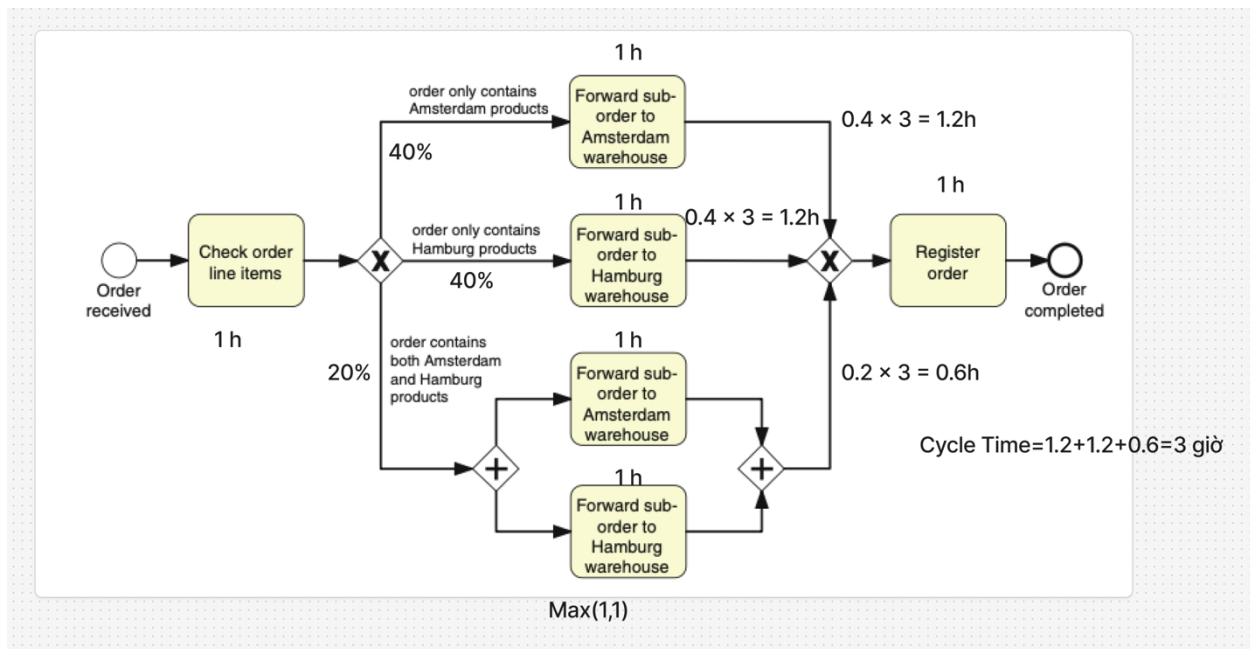 1 h
order only contains
Amsterdam products
Forward sub-
order to
Amsterdam
warehouse
0.4 × 3 = 1.2h
40%
1 h
1 h
0.4 × 3 = 1.2h
order only contains
Hamburg products
Forward sub-
order to
Hamburg
warehouse
Check order
line items
X
X
Register
order
40%
Order
received
Order
completed
1 h
1 h
order contains
both Amsterdam
and Hamburg
products
20%
Forward sub-
order to
Amsterdam
warehouse
0.2 × 3 = 0.6h
Cycle Time=1.2+1.2+0.6=3 giờ
1h
Forward sub-
order to
Hamburg
warehouse
Max(1,1)